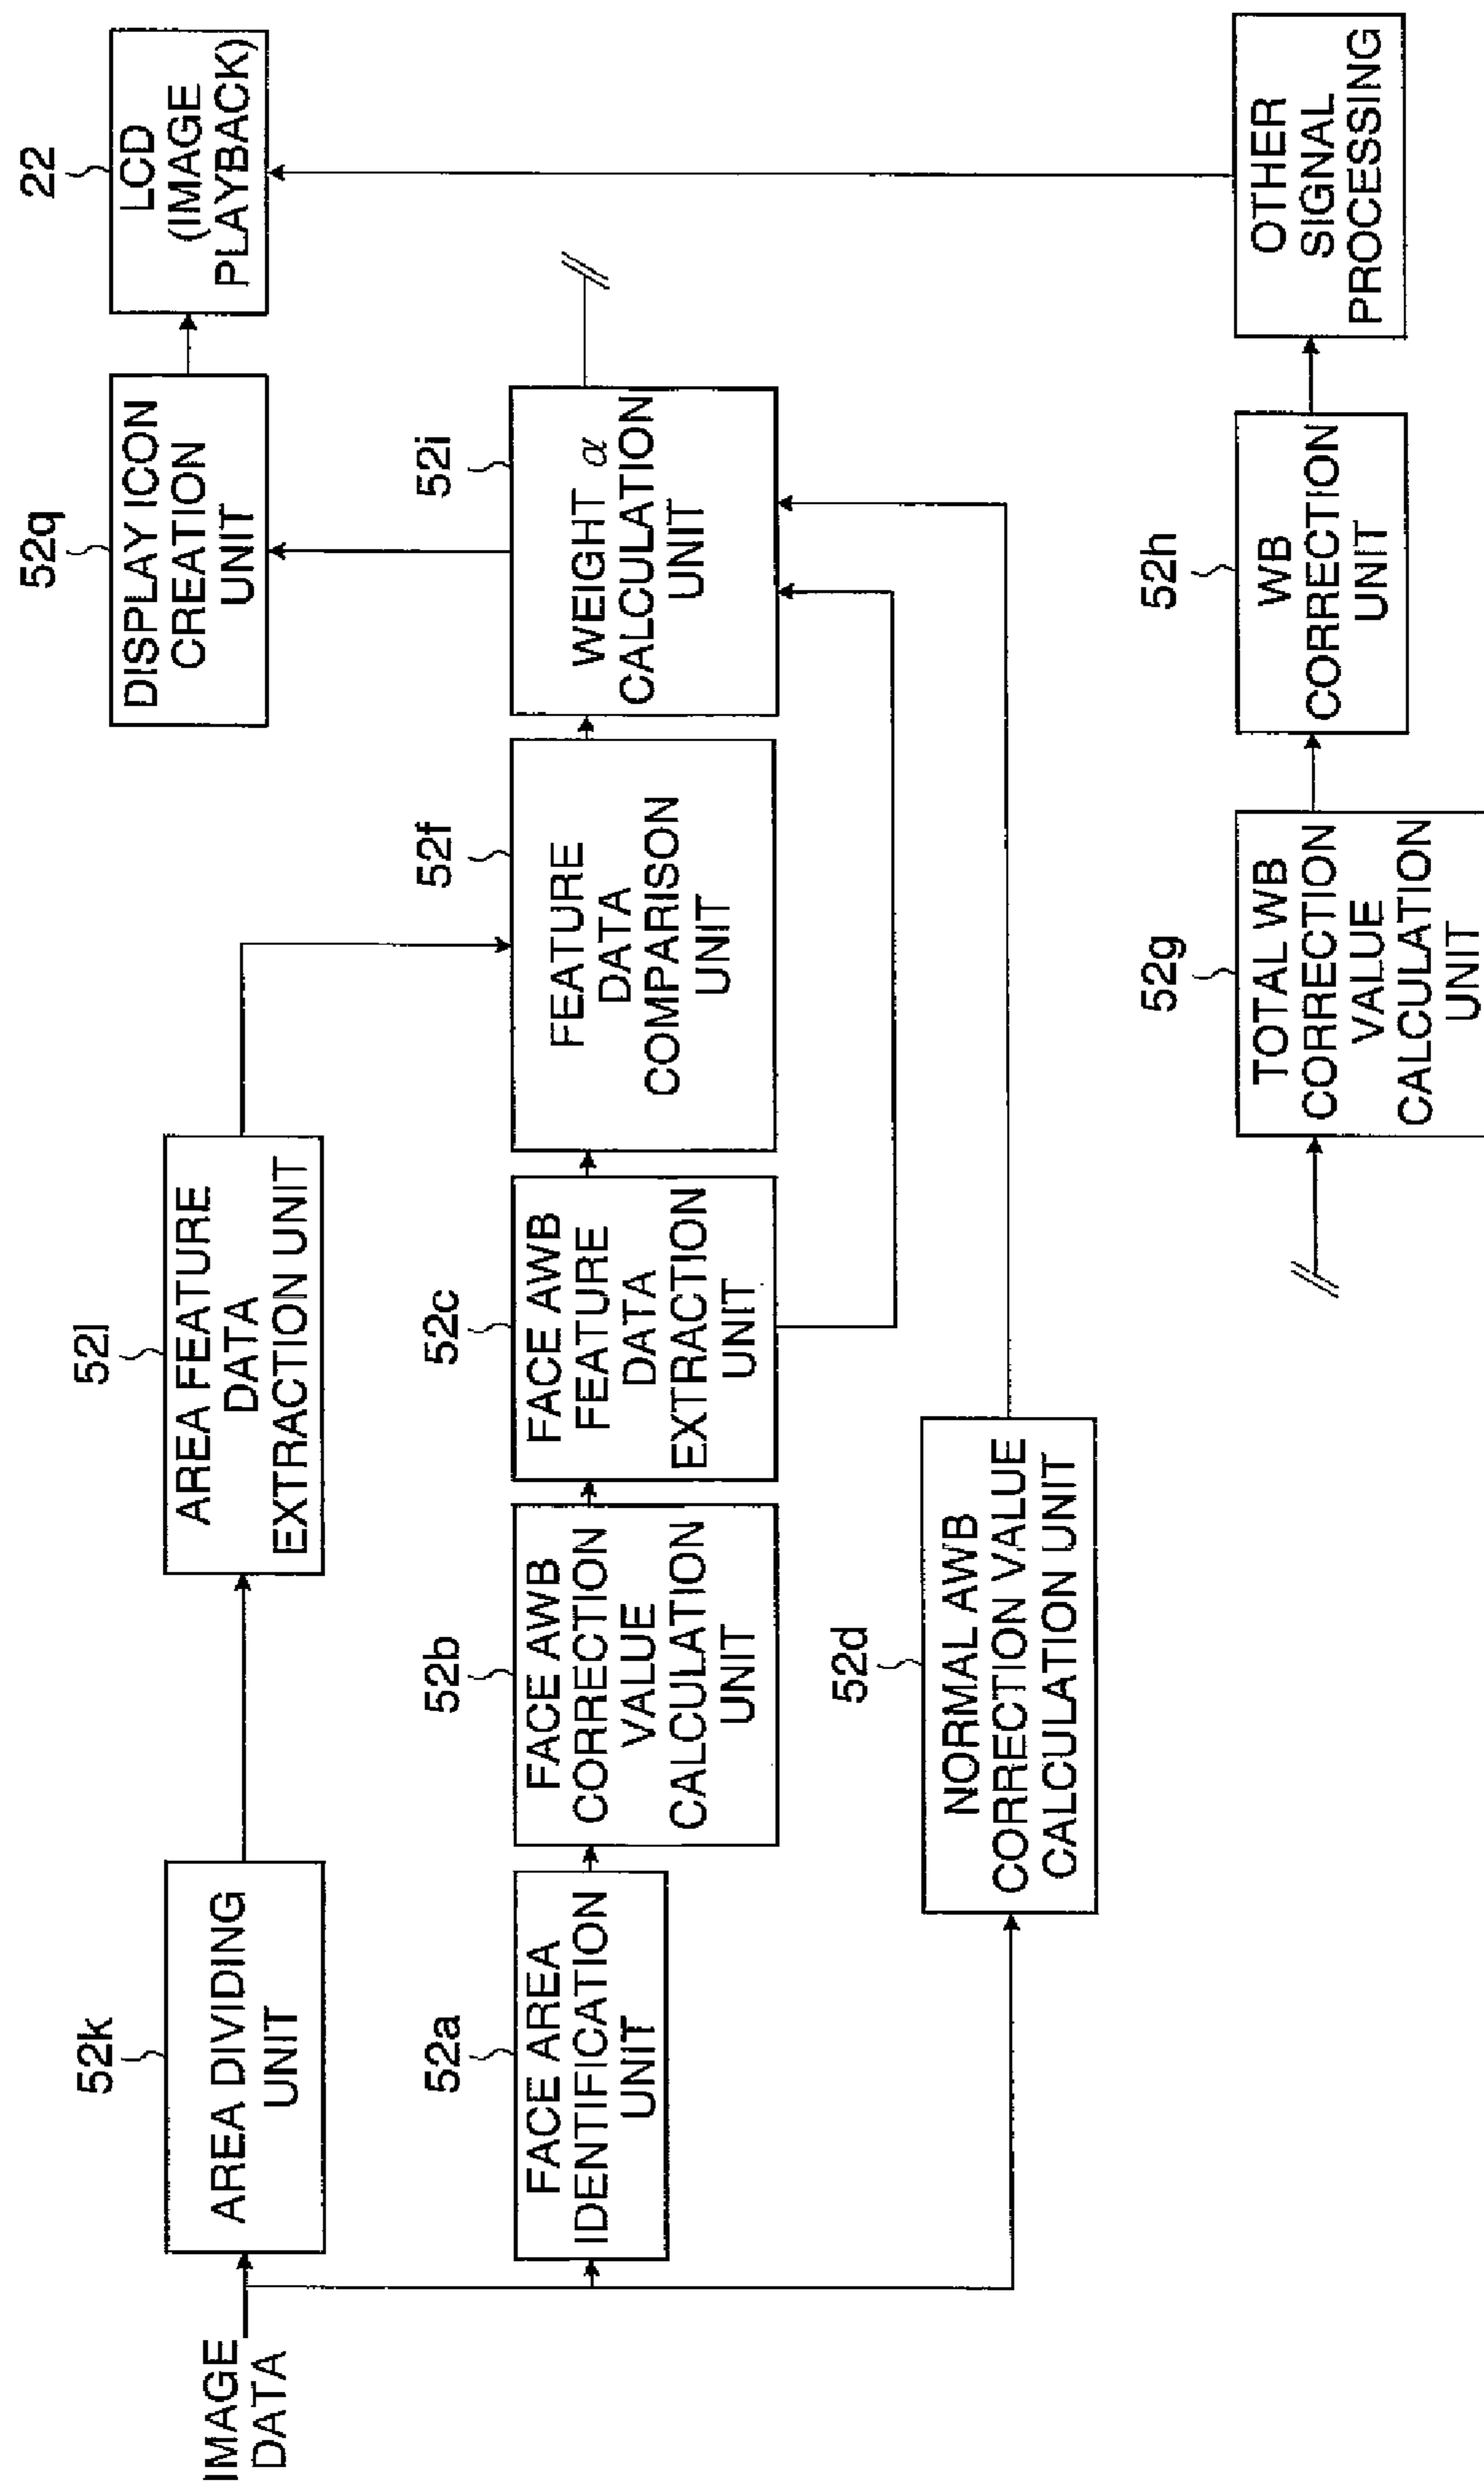 IMAGE
DATA
52k
AREA DIVIDING
UNIT
52l
AREA FEATURE
DATA
EXTRACTION UNIT
52q
DISPLAY ICON
CREATION
UNIT
22
LCD
(IMAGE
PLAYBACK)
52a
FACE AREA
IDENTIFICATION
UNIT
52b
FACE AWB
CORRECTION
VALUE
CALCULATION
UNIT
52c
FACE AWB
FEATURE
DATA
EXTRACTION
UNIT
52f
FEATURE
DATA
COMPARISON
UNIT
52i
WEIGHT α
CALCULATION
UNIT
52d
NORMAL AWB
CORRECTION VALUE
CALCULATION UNIT
52g
TOTAL WB
CORRECTION
VALUE
CALCULATION
UNIT
52h
WB
CORRECTION
UNIT
OTHER
SIGNAL
PROCESSING